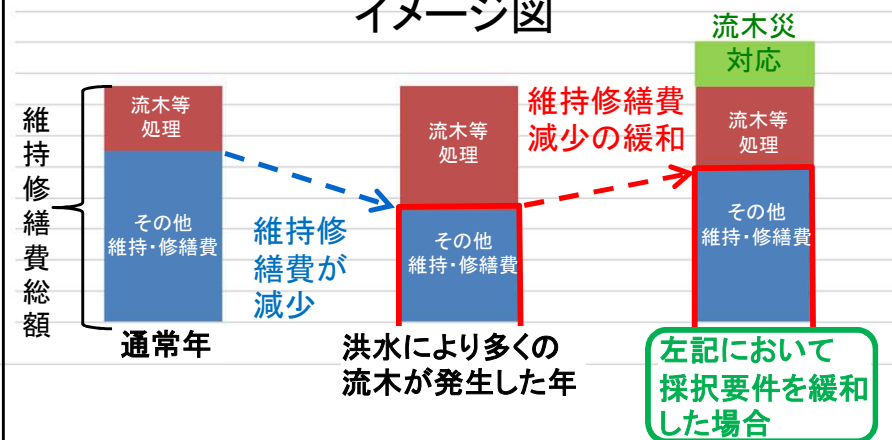 イメージ図
維持修繕費総額
流木等
処理
その他
維持・修繕費
通常年
維持修
繕費が
減少
流木等
処理
その他
維持・修繕費
洪水により多くの
流木が発生した年
維持修繕費
減少の緩和
流木災
対応
流木等
処理
その他
維持・修繕費
左記において
採択要件を緩和
した場合